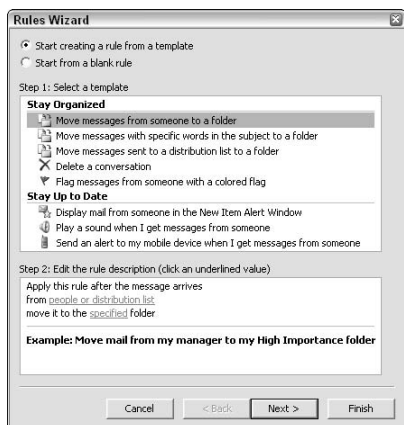 Rules Wizard
Start creating a rule from a template
Start from a blank rule
Step 1: Select a template
Stay Organized
Move messages from someone to a folder
Move messages with specific words in the subject to a folder
Move messages sent to a distribution list to a folder
Delete a conversation
Flag messages from someone with a colored flag
Stay Up to Date
Display mail from someone in the New Item Alert Window
Play a sound when I get messages from someone
Send an alert to my mobile device when I get messages from someone
Step 2: Edit the rule description (click an underlined value)
Apply this rule after the message arrives
from people or distribution list
move it to the specified folder
Example: Move mail from my manager to my High Importance folder
Cancel < Back Next > Finish